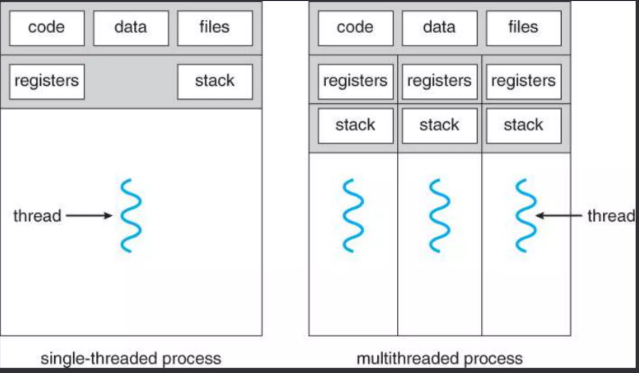 code data files
registers stack
thread
single-threaded process
code data files
registers registers registers
stack stack stack
thread
multithreaded process